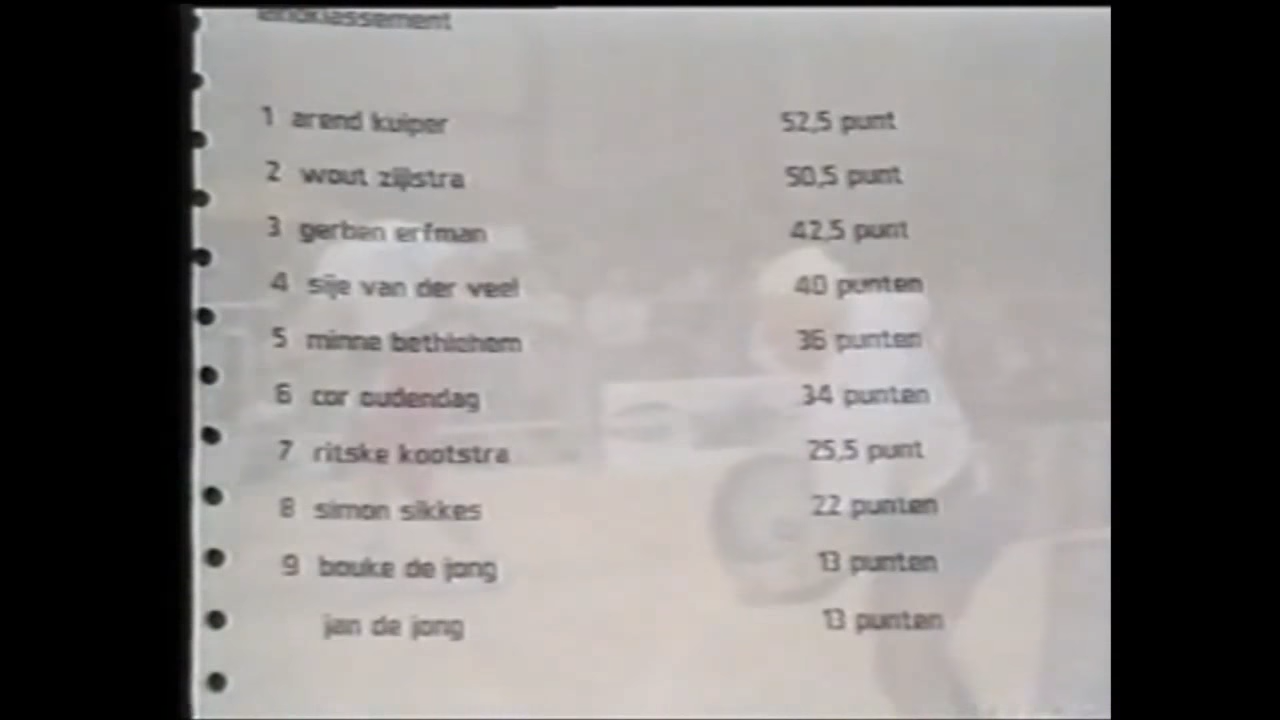 eindklassement
1 arend kuiper 52,5 punt
2 wout zijlstra 50,5 punt
3 gerben erfman 42,5 punt
4 sije van der veel 40 punten
5 minne bethlehem 36 punten
6 cor oudendag 34 punten
7 ritske kootstra 25,5 punt
8 simon sikkes 22 punten
9 bouke de jong 13 punten
jan de jong 13 punten